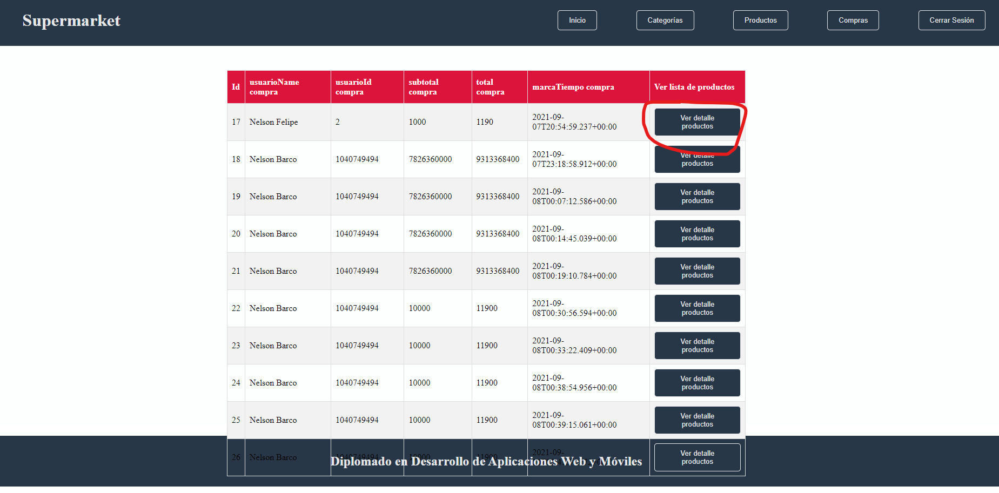 Supermarket
Inicio
Categorías
Productos
Compras
Cerrar Sesión
Id
usuarioName
compra
usuarioId
compra
subtotal
compra
total
compra
marcaTiempo compra
Ver lista de productos
17
Nelson Felipe
2
1000
1190
2021-09-
07T20:54:59.237+00:00
Ver detalle
productos
18
Nelson Barco
1040749494
7826360000
9313368400
2021-09-
07T23:18:58.912+00:00
Ver detalle
productos
19
Nelson Barco
1040749494
7826360000
9313368400
2021-09-
08T00:07:12.586+00:00
Ver detalle
productos
20
Nelson Barco
1040749494
7826360000
9313368400
2021-09-
08T00:14:45.039+00:00
Ver detalle
productos
21
Nelson Barco
1040749494
7826360000
9313368400
2021-09-
08T00:19:10.784+00:00
Ver detalle
productos
22
Nelson Barco
1040749494
10000
11900
2021-09-
08T00:30:56.594+00:00
Ver detalle
productos
23
Nelson Barco
1040749494
10000
11900
2021-09-
08T00:33:22.409+00:00
Ver detalle
productos
24
Nelson Barco
1040749494
10000
11900
2021-09-
08T00:38:54.956+00:00
Ver detalle
productos
25
Nelson Barco
1040749494
10000
11900
2021-09-
08T00:39:15.061+00:00
Ver detalle
productos
26
Nelson Barco
1040749494
10000
11900
2021-09-
Ver detalle
productos
Diplomado en Desarrollo de Aplicaciones Web y Móviles